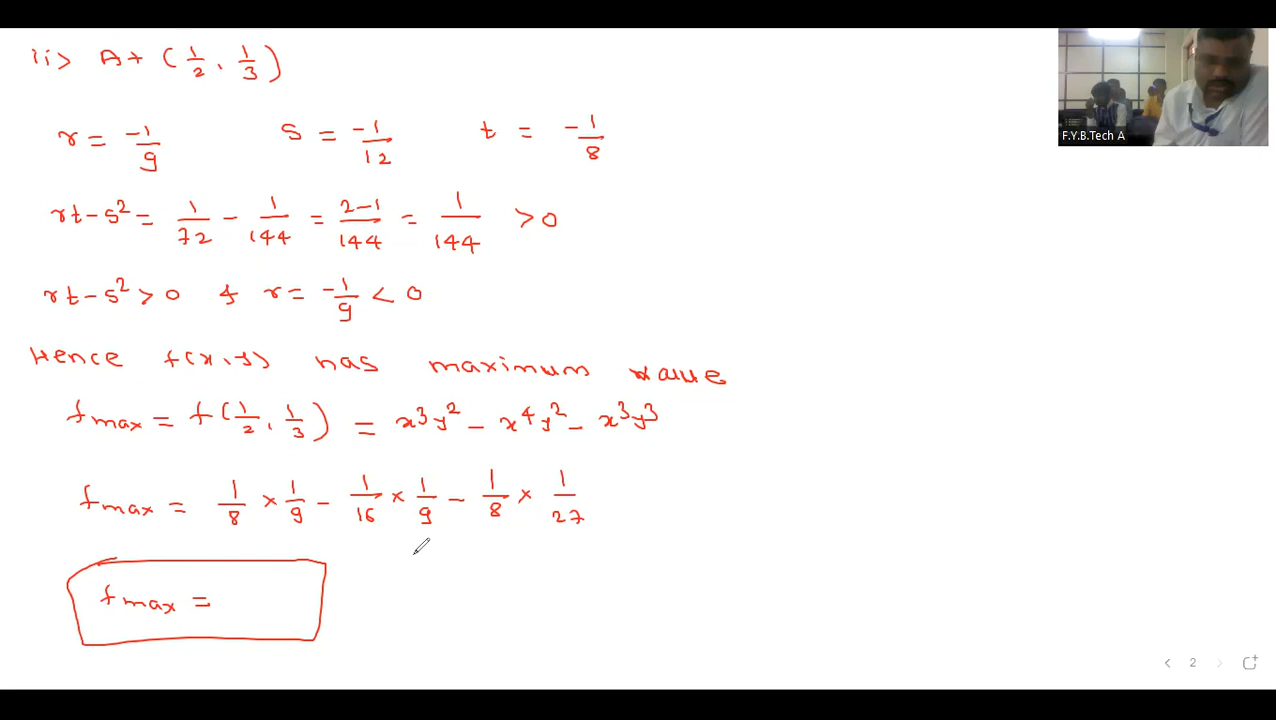 ii> At (1/2, 1/3)
r = -1/9 s = -1/12 t = -1/8
rt-s² = 1/72 - 1/144 = 2-1/144 = 1/144 > 0
rt-s² > 0 & r = -1/9 < 0
Hence f(x,y) has maximum value
fmax = f(1/2, 1/3) = x³y² - x⁴y² - x³y³
fmax = 1/8 × 1/9 - 1/16 × 1/9 - 1/8 × 1/27
fmax =
F.Y.B.Tech A
< 2 >